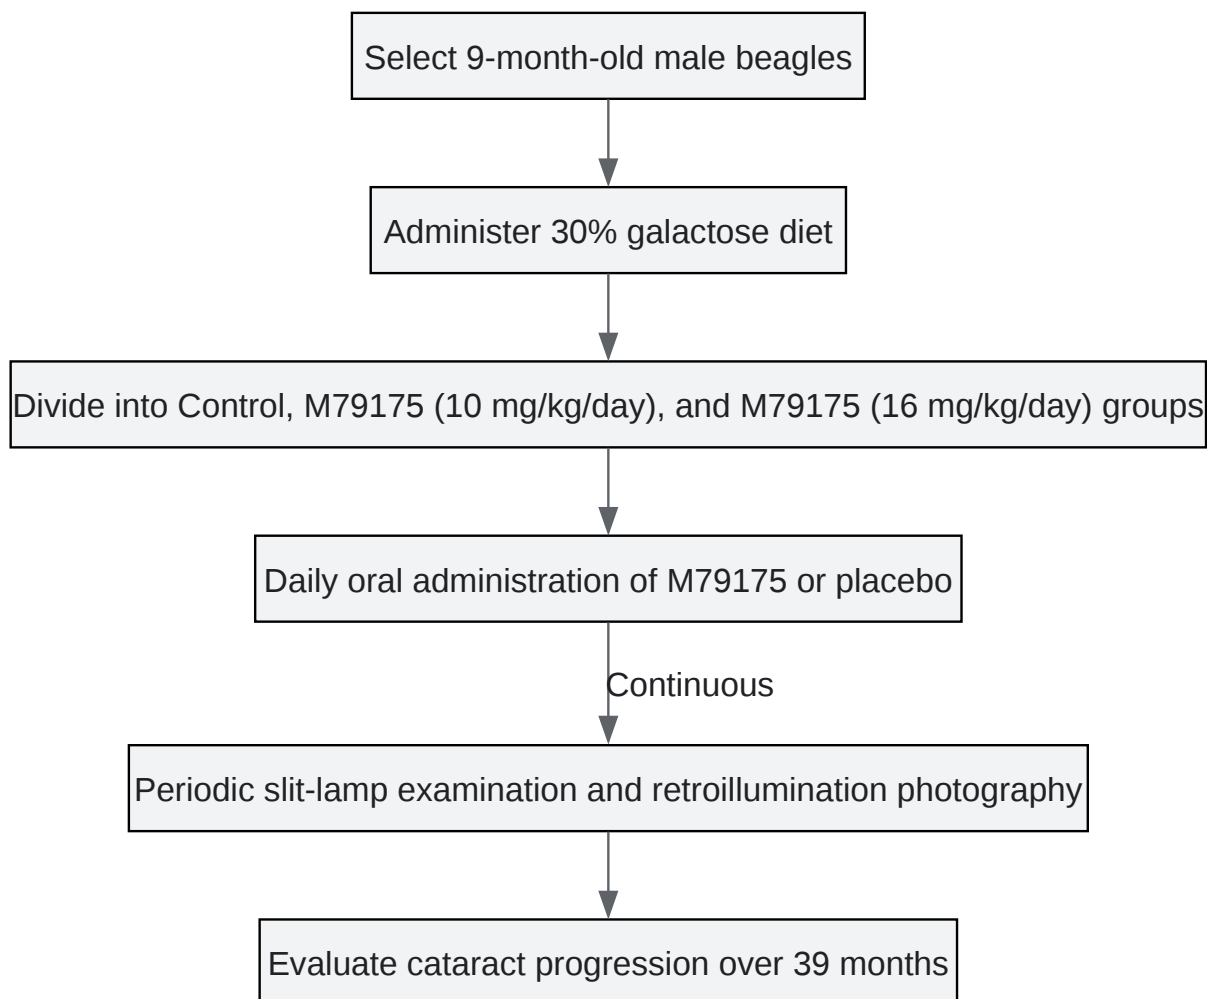 Select 9-month-old male beagles
Administer 30% galactose diet
Divide into Control, M79175 (10 mg/kg/day), and M79175 (16 mg/kg/day) groups
Daily oral administration of M79175 or placebo
Continuous
Periodic slit-lamp examination and retroillumination photography
Evaluate cataract progression over 39 months